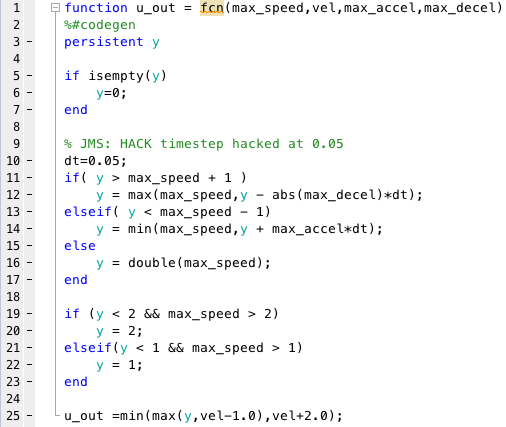 1 function u_out = fcn(max_speed,vel,max_accel,max_decel)
2 %#codegen
3 - persistent y
4
5 - if isempty(y)
6 - y=0;
7 - end
8
9 % JMS: HACK timestep hacked at 0.05
10 - dt=0.05;
11 - if( y > max_speed + 1 )
12 - y = max(max_speed,y - abs(max_decel)*dt);
13 - elseif( y < max_speed - 1)
14 - y = min(max_speed,y + max_accel*dt);
15 - else
16 - y = double(max_speed);
17 - end
18
19 - if (y < 2 && max_speed > 2)
20 - y = 2;
21 - elseif(y < 1 && max_speed > 1)
22 - y = 1;
23 - end
24
25 - u_out =min(max(y,vel-1.0),vel+2.0);